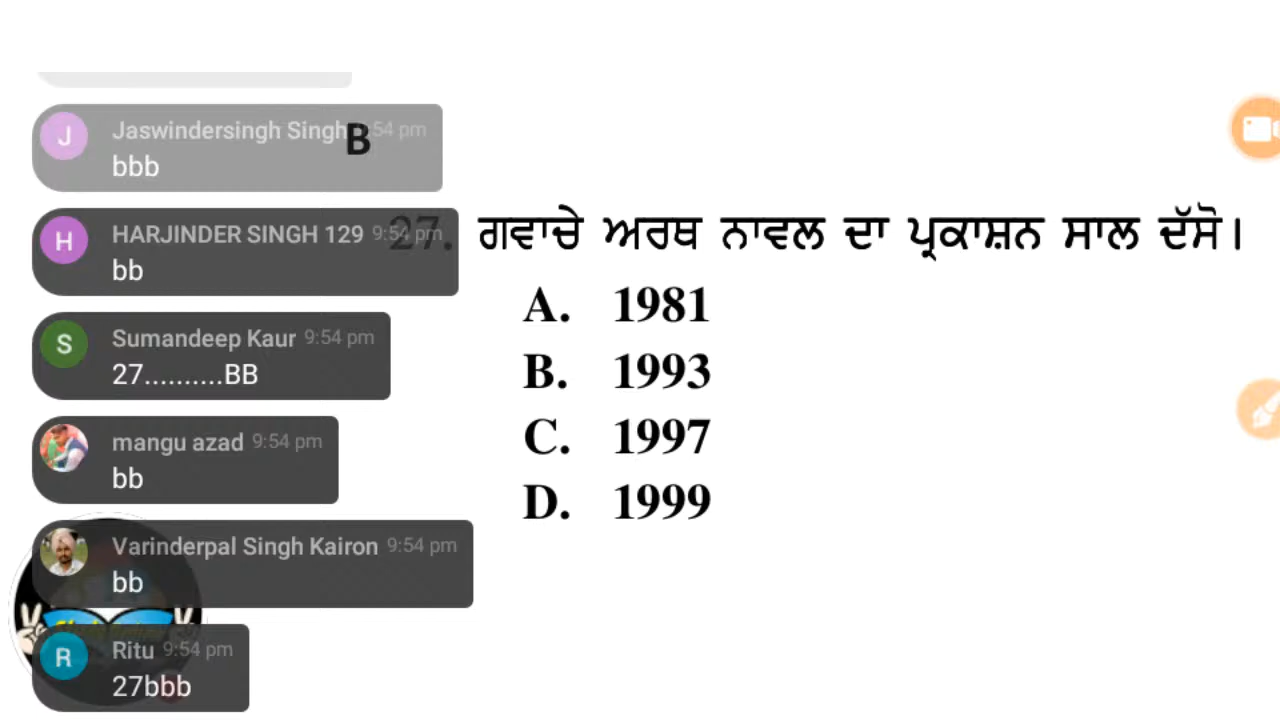 J
Jaswindersingh Singh 54 pm
bbb
B
H
HARJINDER SINGH 129 9:54 pm
bb
27. ਗਵਾਚੇ ਅਰਥ ਨਾਵਲ ਦਾ ਪ੍ਰਕਾਸ਼ਨ ਸਾਲ ਦੱਸੋ।
A. 1981
B. 1993
C. 1997
D. 1999
S
Sumandeep Kaur 9:54 pm
27..........BB
mangu azad 9:54 pm
bb
Varinderpal Singh Kairon 9:54 pm
bb
R
Ritu 9:54 pm
27bbb